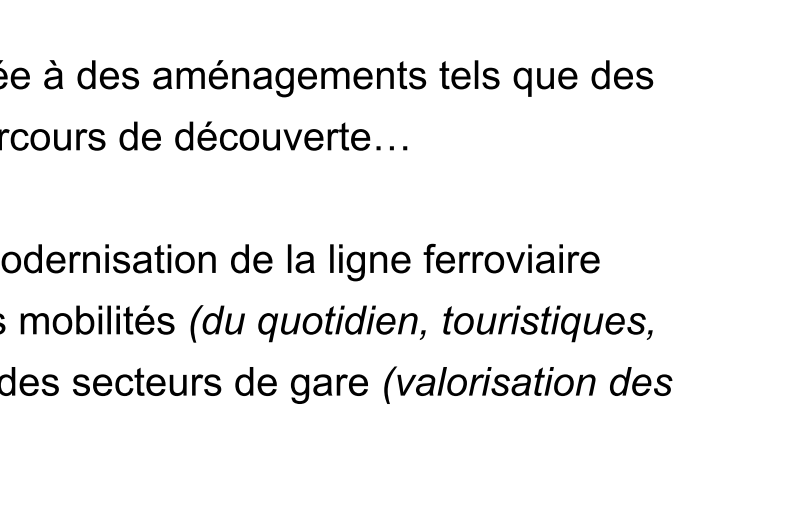 ée à des aménagements tels que des
rcours de découverte…
odernisation de la ligne ferroviaire
s mobilités (du quotidien, touristiques,
des secteurs de gare (valorisation des